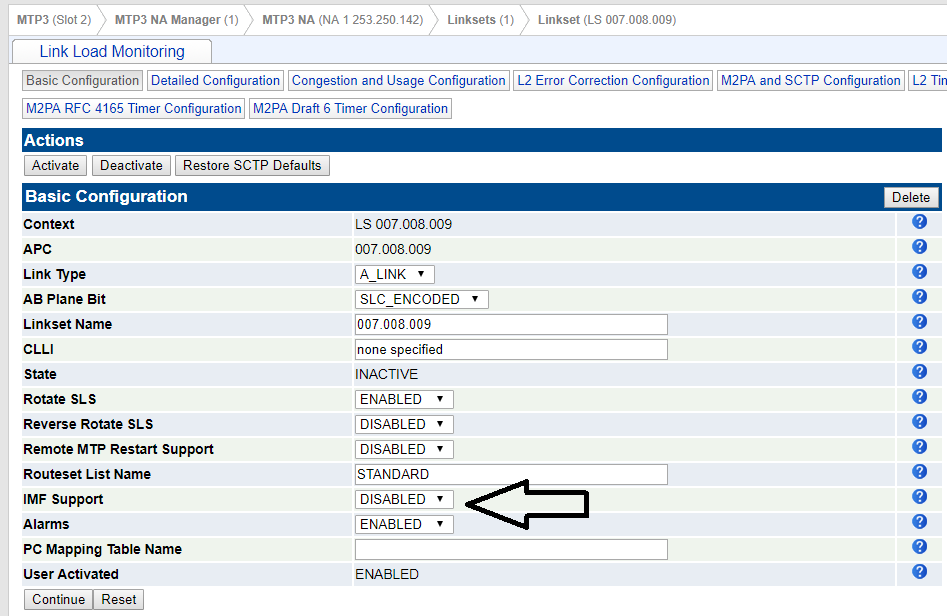 MTP3 (Slot 2) MTP3 NA Manager (1) MTP3 NA (NA 1 253.250.142) Linksets (1) Linkset (LS 007.008.009)
Link Load Monitoring
Basic Configuration Detailed Configuration Congestion and Usage Configuration L2 Error Correction Configuration M2PA and SCTP Configuration L2
M2PA RFC 4165 Timer Configuration M2PA Draft 6 Timer Configuration
Actions
Activate Deactivate Restore SCTP Defaults
Basic Configuration Delete
Context LS 007.008.009 ?
APC 007.008.009 ?
Link Type A_LINK ▼ ?
AB Plane Bit SLC_ENCODED ▼ ?
Linkset Name 007.008.009 ?
CLLI none specified ?
State INACTIVE ?
Rotate SLS ENABLED ▼ ?
Reverse Rotate SLS DISABLED ▼ ?
Remote MTP Restart Support DISABLED ▼ ?
Routeset List Name STANDARD ?
IMF Support DISABLED ▼ ?
Alarms ENABLED ▼ ?
PC Mapping Table Name ?
User Activated ENABLED ?
Continue Reset